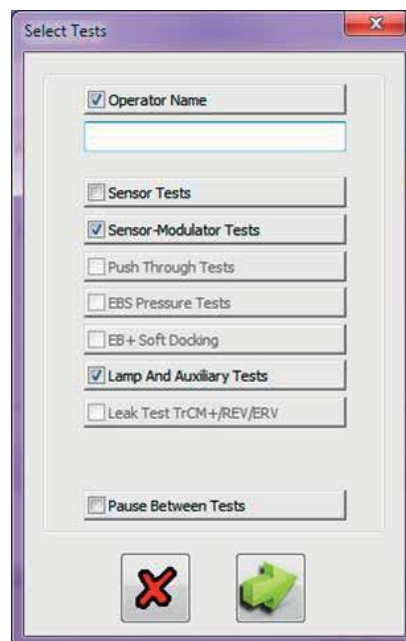 Select Tests
Operator Name
Sensor Tests
Sensor-Modulator Tests
Push Through Tests
EBS Pressure Tests
EB+ Soft Docking
Lamp And Auxiliary Tests
Leak Test TrCM+/REV/ERV
Pause Between Tests